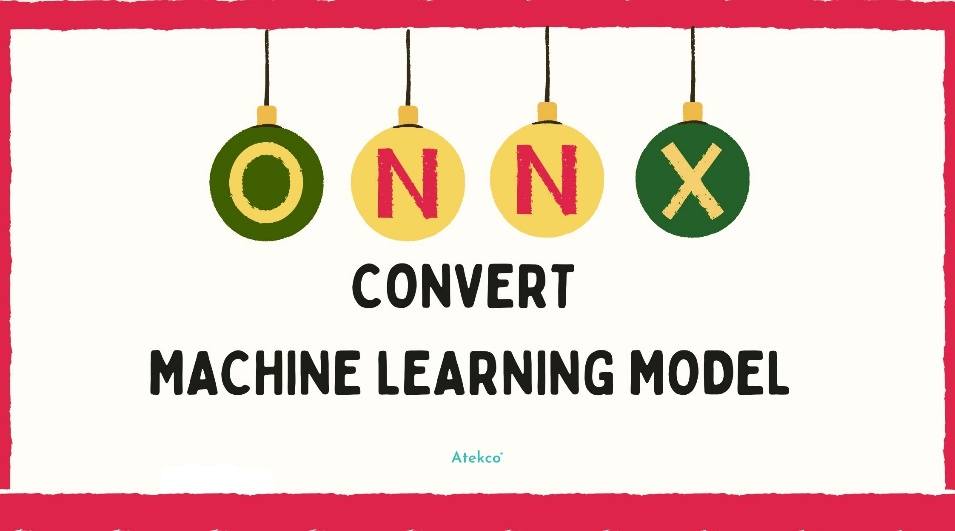 ONNX
CONVERT
MACHINE LEARNING MODEL
Atekco